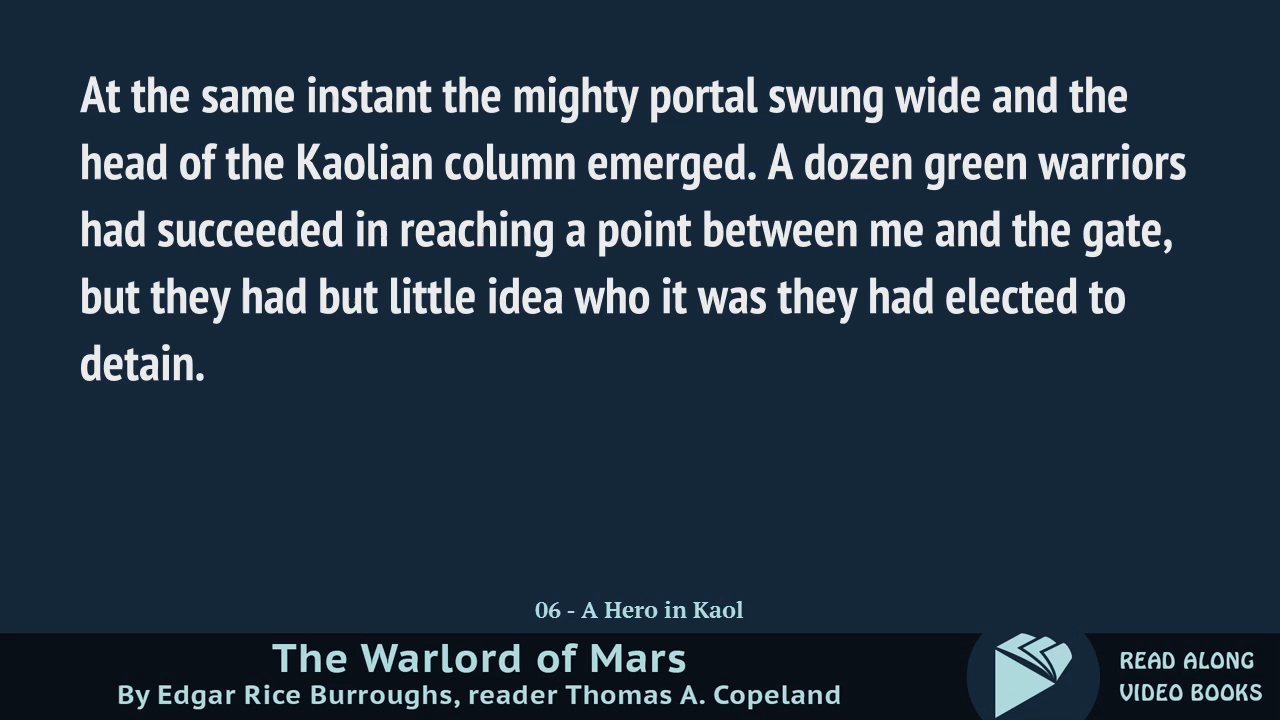 At the same instant the mighty portal swung wide and the
head of the Kaolian column emerged. A dozen green warriors
had succeeded in reaching a point between me and the gate,
but they had but little idea who it was they had elected to
detain.
06 - A Hero in Kaol
The Warlord of Mars
By Edgar Rice Burroughs, reader Thomas A. Copeland
READ ALONG
VIDEO BOOKS